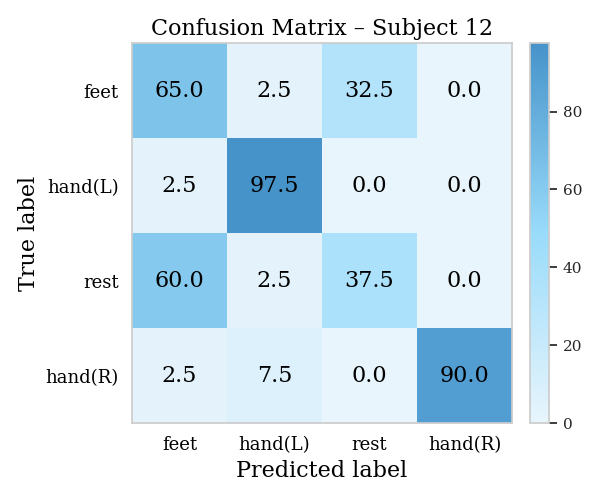 Confusion Matrix – Subject 12
feet 65.0 2.5 32.5 0.0
hand(L) 2.5 97.5 0.0 0.0
rest 60.0 2.5 37.5 0.0
hand(R) 2.5 7.5 0.0 90.0
feet hand(L) rest hand(R)
Predicted label
True label
80
60
40
20
0